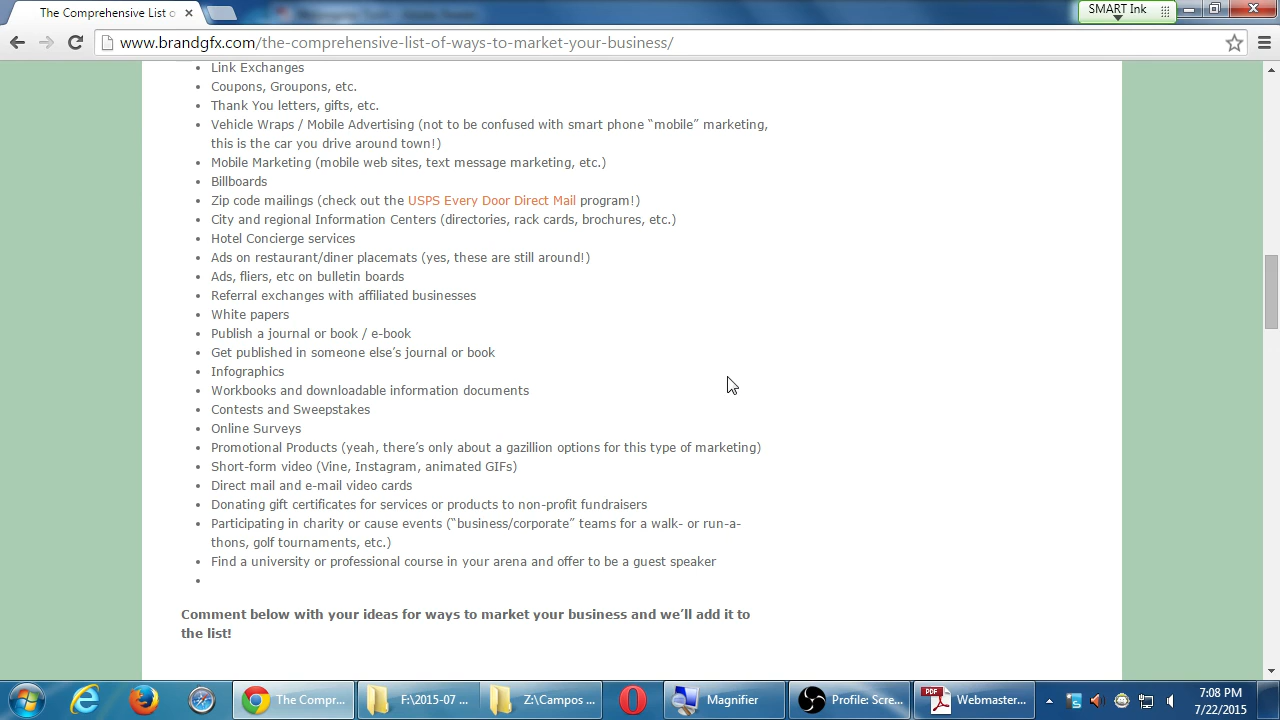 The Comprehensive List o
SMART Ink
www.brandgfx.com/the-comprehensive-list-of-ways-to-market-your-business/
Link Exchanges
Coupons, Groupons, etc.
Thank You letters, gifts, etc.
Vehicle Wraps / Mobile Advertising (not to be confused with smart phone “mobile” marketing,
this is the car you drive around town!)
Mobile Marketing (mobile web sites, text message marketing, etc.)
Billboards
Zip code mailings (check out the USPS Every Door Direct Mail program!)
City and regional Information Centers (directories, rack cards, brochures, etc.)
Hotel Concierge services
Ads on restaurant/diner placemats (yes, these are still around!)
Ads, fliers, etc on bulletin boards
Referral exchanges with affiliated businesses
White papers
Publish a journal or book / e-book
Get published in someone else’s journal or book
Infographics
Workbooks and downloadable information documents
Contests and Sweepstakes
Online Surveys
Promotional Products (yeah, there’s only about a gazillion options for this type of marketing)
Short-form video (Vine, Instagram, animated GIFs)
Direct mail and e-mail video cards
Donating gift certificates for services or products to non-profit fundraisers
Participating in charity or cause events (“business/corporate” teams for a walk- or run-a-
thons, golf tournaments, etc.)
Find a university or professional course in your arena and offer to be a guest speaker
Comment below with your ideas for ways to market your business and we’ll add it to
the list!
The Compr...
F:\2015-07 ...
Z:\Campos ...
Magnifier
Profile: Scre...
PDF
Webmaster...
7:08 PM
7/22/2015